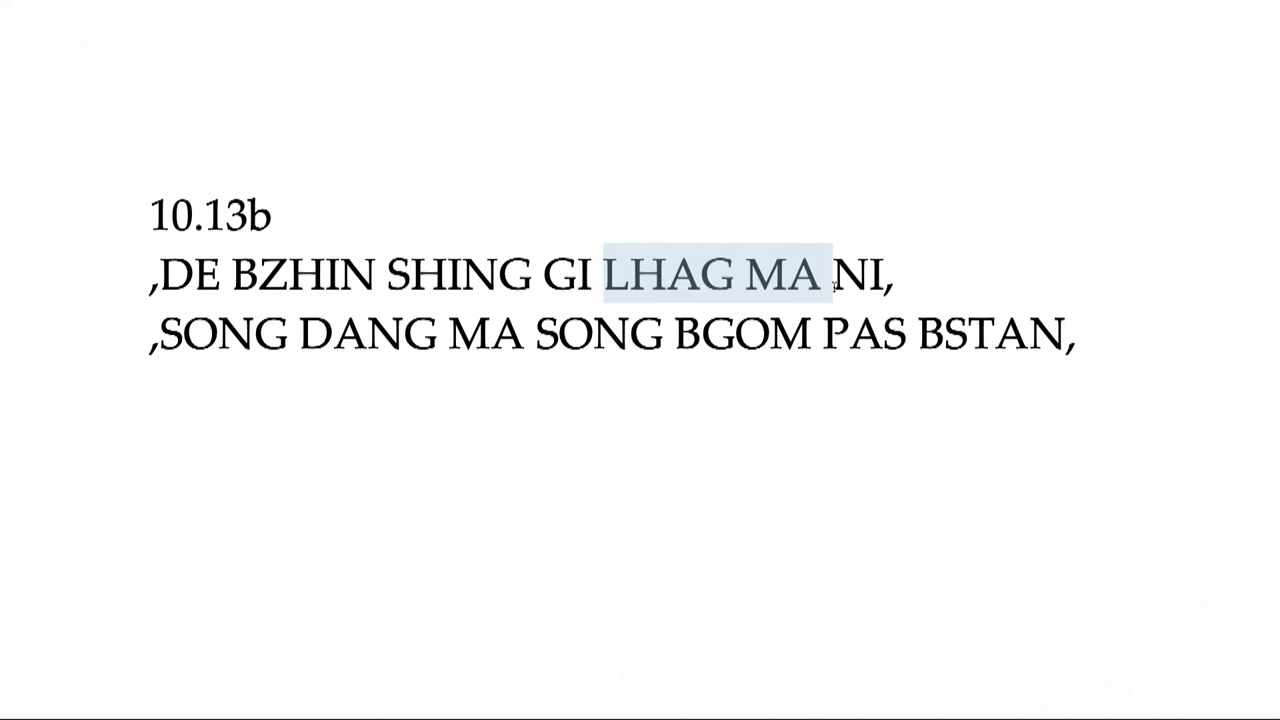 10.13b
,DE BZHIN SHING GI LHAG MA NI,
,SONG DANG MA SONG BGOM PAS BSTAN,